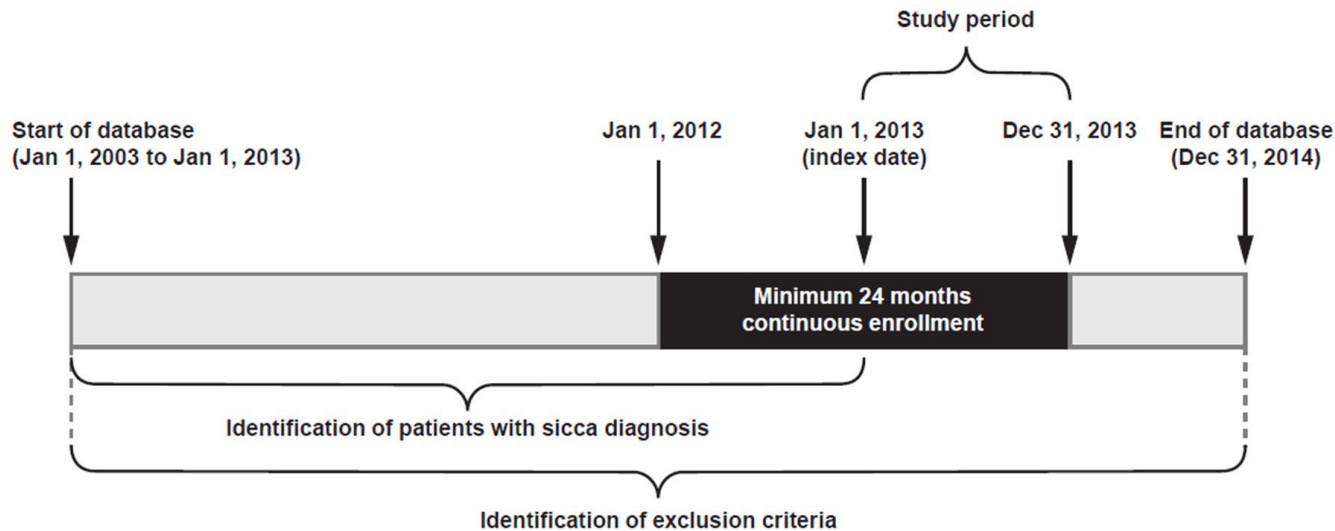 Study period
Start of database
(Jan 1, 2003 to Jan 1, 2013)
Jan 1, 2012
Jan 1, 2013
(index date)
Dec 31, 2013
End of database
(Dec 31, 2014)
Minimum 24 months
continuous enrollment
Identification of patients with sicca diagnosis
Identification of exclusion criteria